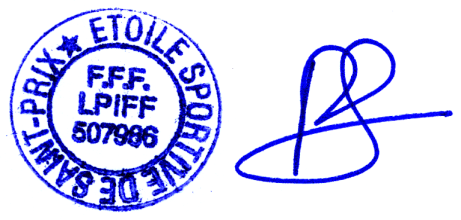 ★ ETOILE SPORTIVE DE SAINT-PRIX
F.F.F.
LPIFF
507986